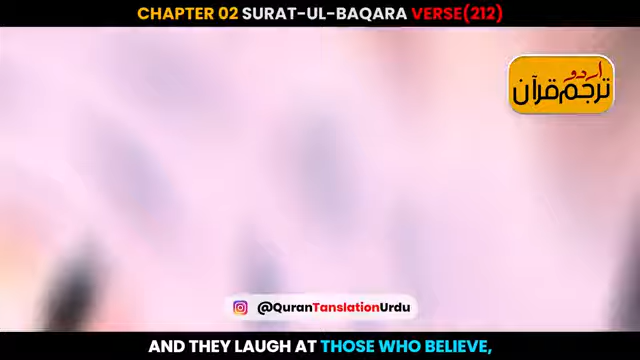 CHAPTER 02 SURAT-UL-BAQARA VERSE(212)
اردو
ترجمہ قرآن
@QuranTanslationUrdu
AND THEY LAUGH AT THOSE WHO BELIEVE,